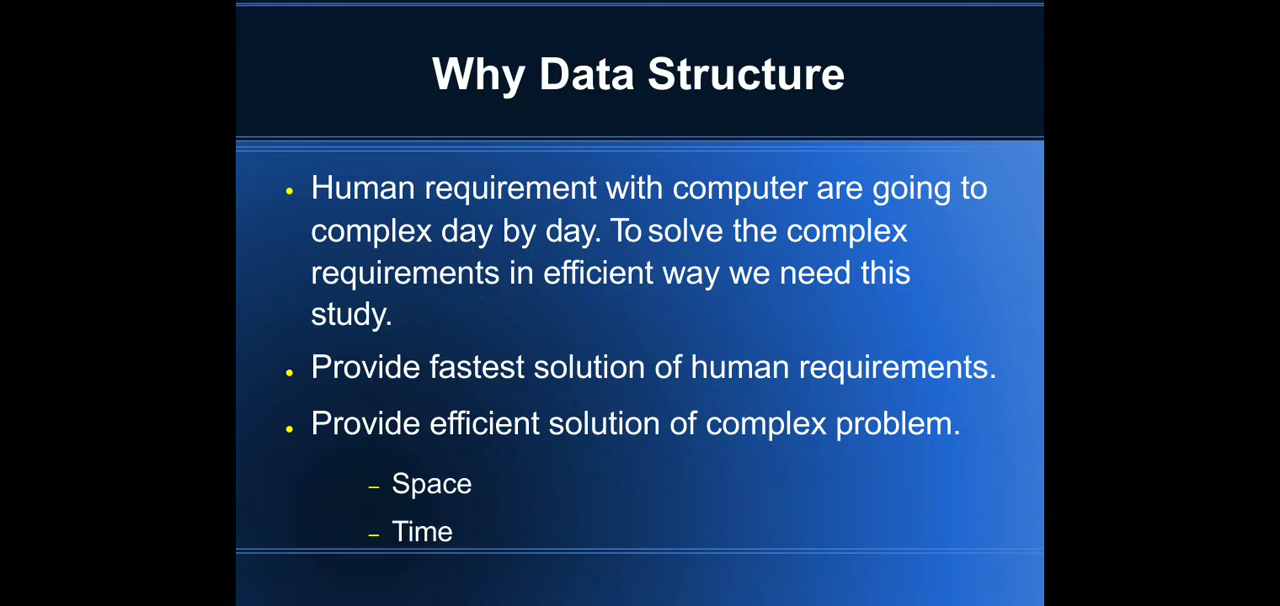 Why Data Structure
• Human requirement with computer are going to
complex day by day. To solve the complex
requirements in efficient way we need this
study.
• Provide fastest solution of human requirements.
• Provide efficient solution of complex problem.
– Space
– Time